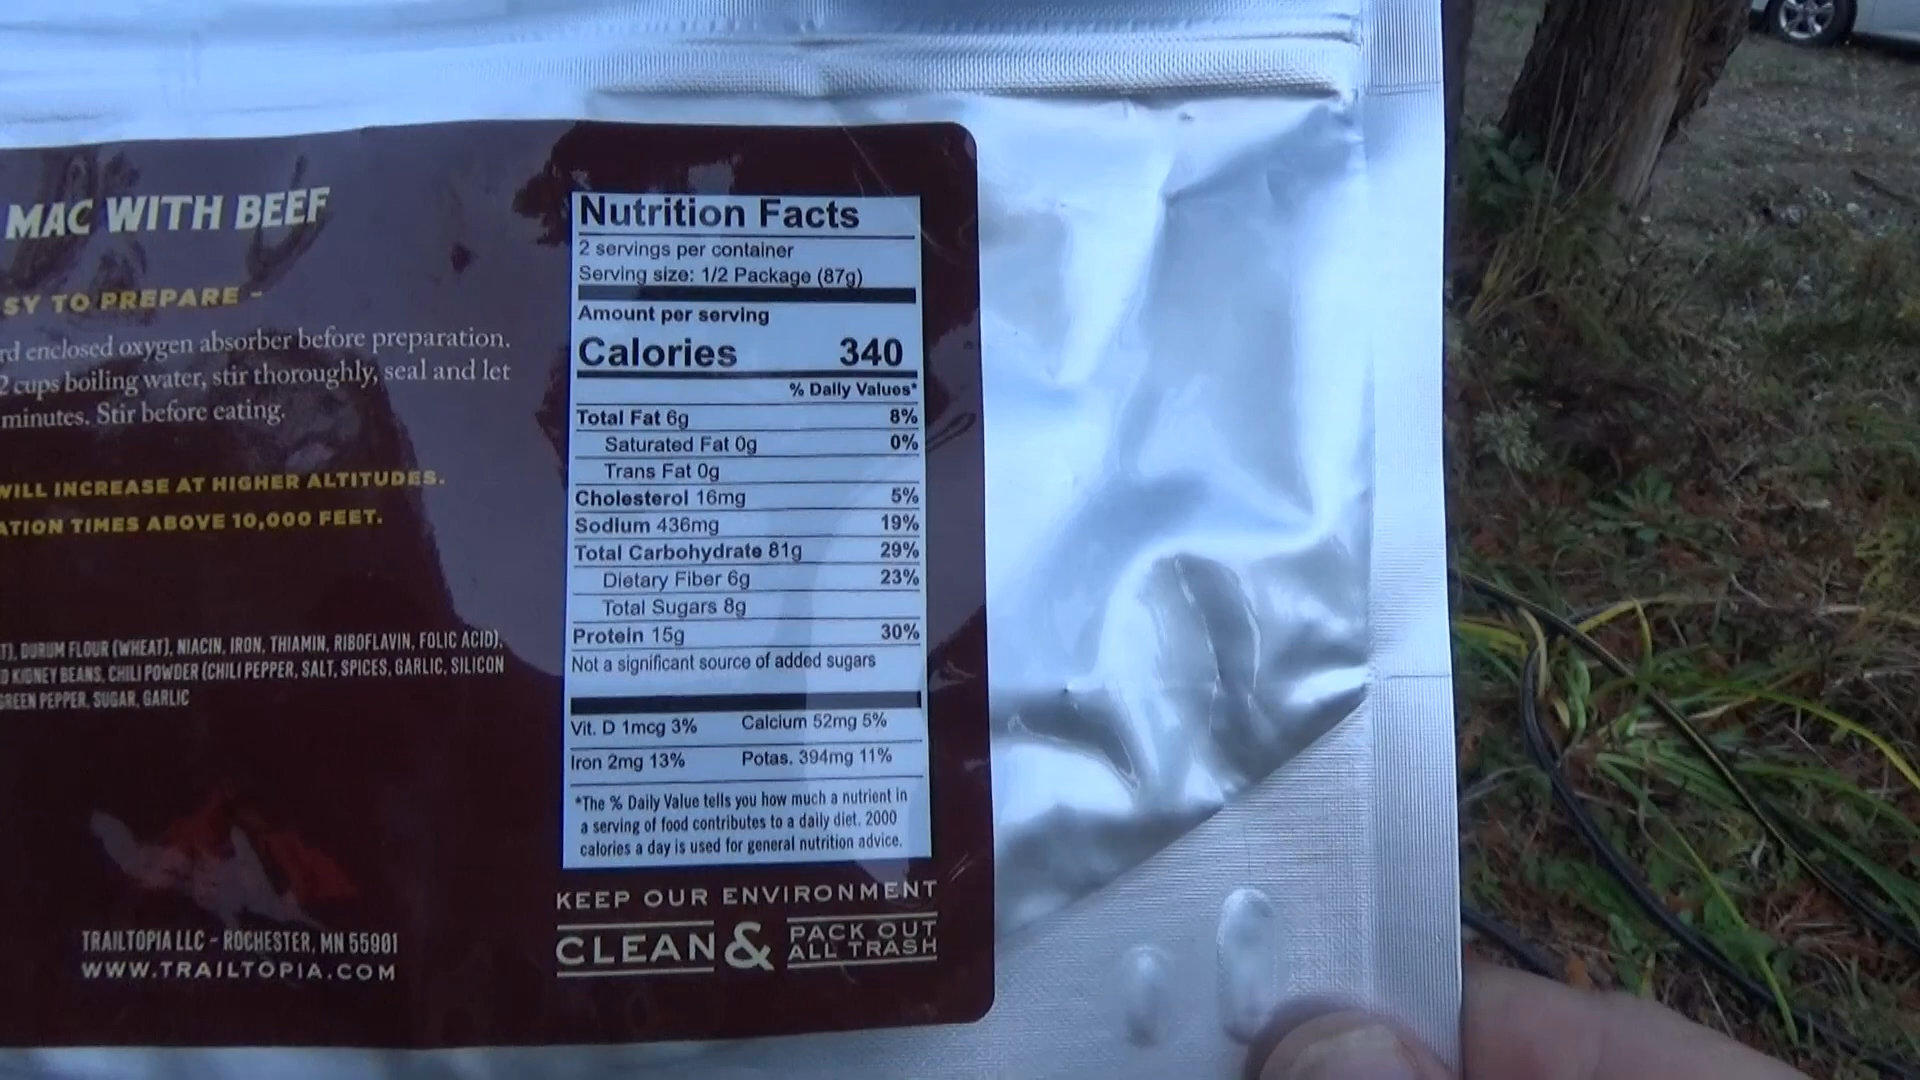 MAC WITH BEEF
SY TO PREPARE -
rd enclosed oxygen absorber before preparation.
2 cups boiling water, stir thoroughly, seal and let
minutes. Stir before eating.
WILL INCREASE AT HIGHER ALTITUDES.
ATION TIMES ABOVE 10,000 FEET.
T), DURUM FLOUR (WHEAT), NIACIN, IRON, THIAMIN, RIBOFLAVIN, FOLIC ACID),
D KIDNEY BEANS, CHILI POWDER (CHILI PEPPER, SALT, SPICES, GARLIC, SILICON
GREEN PEPPER, SUGAR, GARLIC
TRAILTOPIA LLC - ROCHESTER, MN 55901
WWW.TRAILTOPIA.COM
Nutrition Facts
2 servings per container
Serving size: 1/2 Package (87g)
Amount per serving
Calories 340
% Daily Values*
Total Fat 6g 8%
Saturated Fat 0g 0%
Trans Fat 0g
Cholesterol 16mg 5%
Sodium 436mg 19%
Total Carbohydrate 81g 29%
Dietary Fiber 6g 23%
Total Sugars 8g
Protein 15g 30%
Not a significant source of added sugars
Vit. D 1mcg 3% Calcium 52mg 5%
Iron 2mg 13% Potas. 394mg 11%
*The % Daily Value tells you how much a nutrient in
a serving of food contributes to a daily diet. 2000
calories a day is used for general nutrition advice.
KEEP OUR ENVIRONMENT
CLEAN & PACK OUT
ALL TRASH